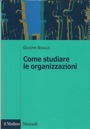 Giuseppe Bonazzi
Come studiare
le organizzazioni
il Mulino